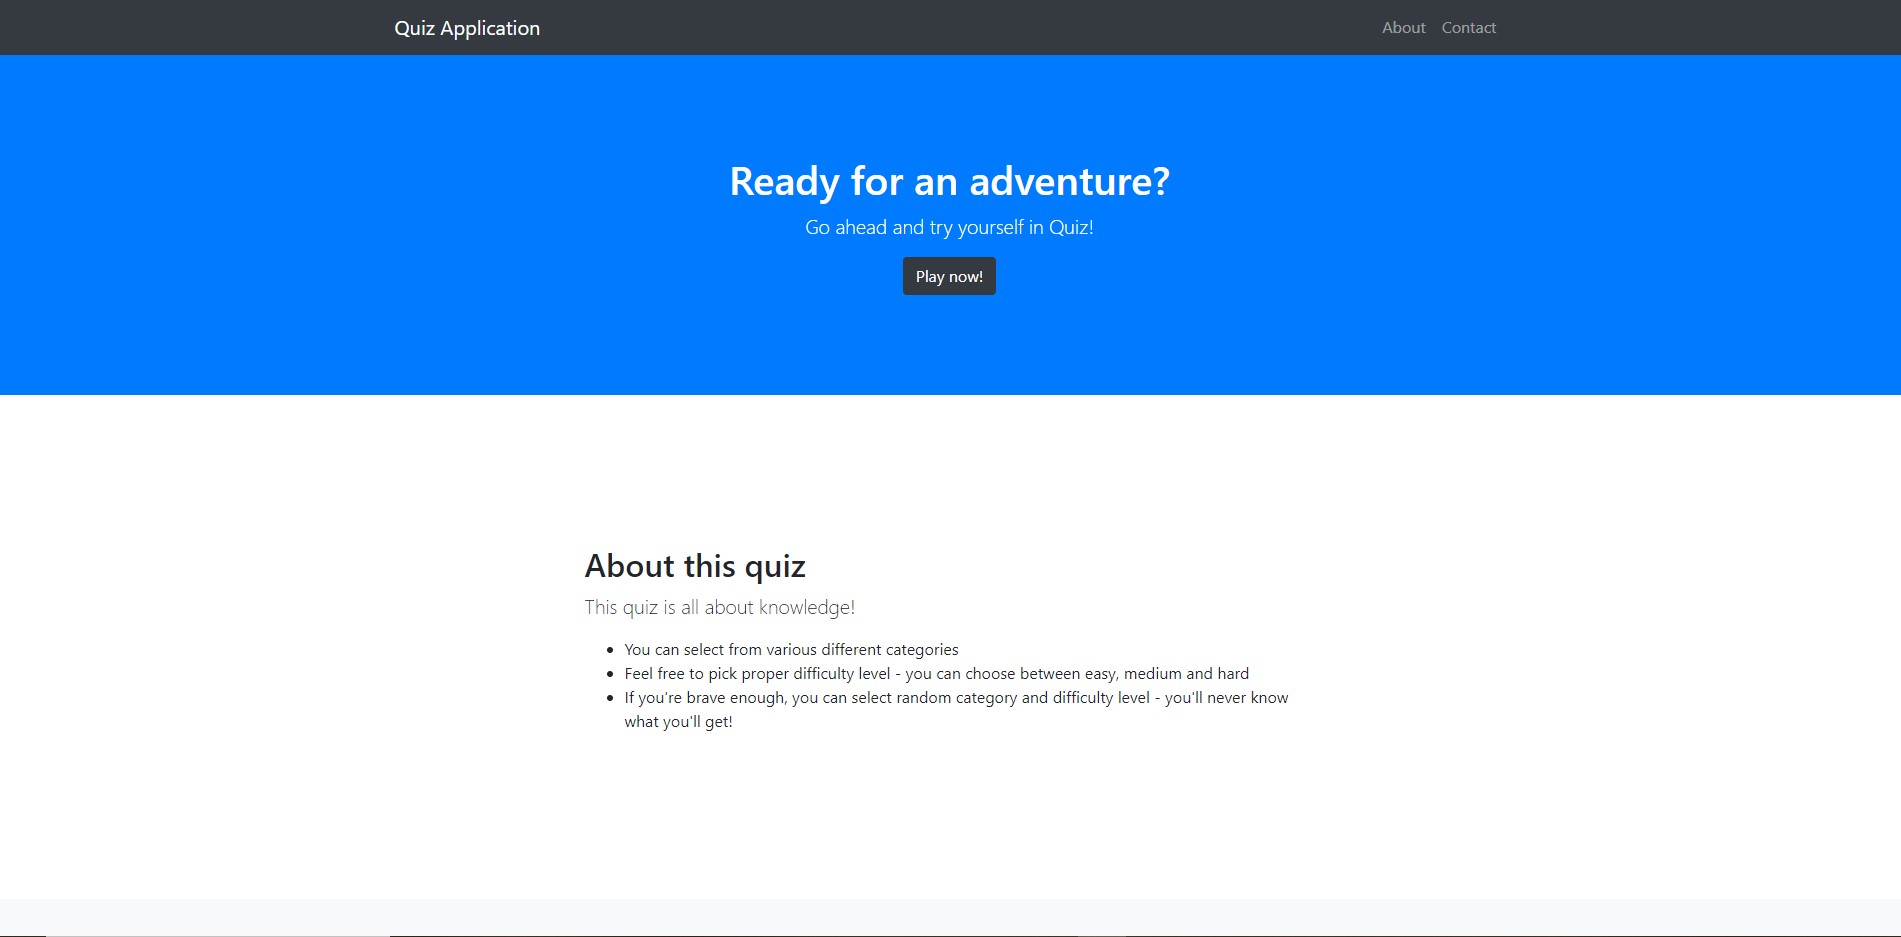 Quiz Application
About Contact
Ready for an adventure?
Go ahead and try yourself in Quiz!
Play now!
About this quiz
This quiz is all about knowledge!
You can select from various different categories
Feel free to pick proper difficulty level - you can choose between easy, medium and hard
If you're brave enough, you can select random category and difficulty level - you'll never know
what you'll get!